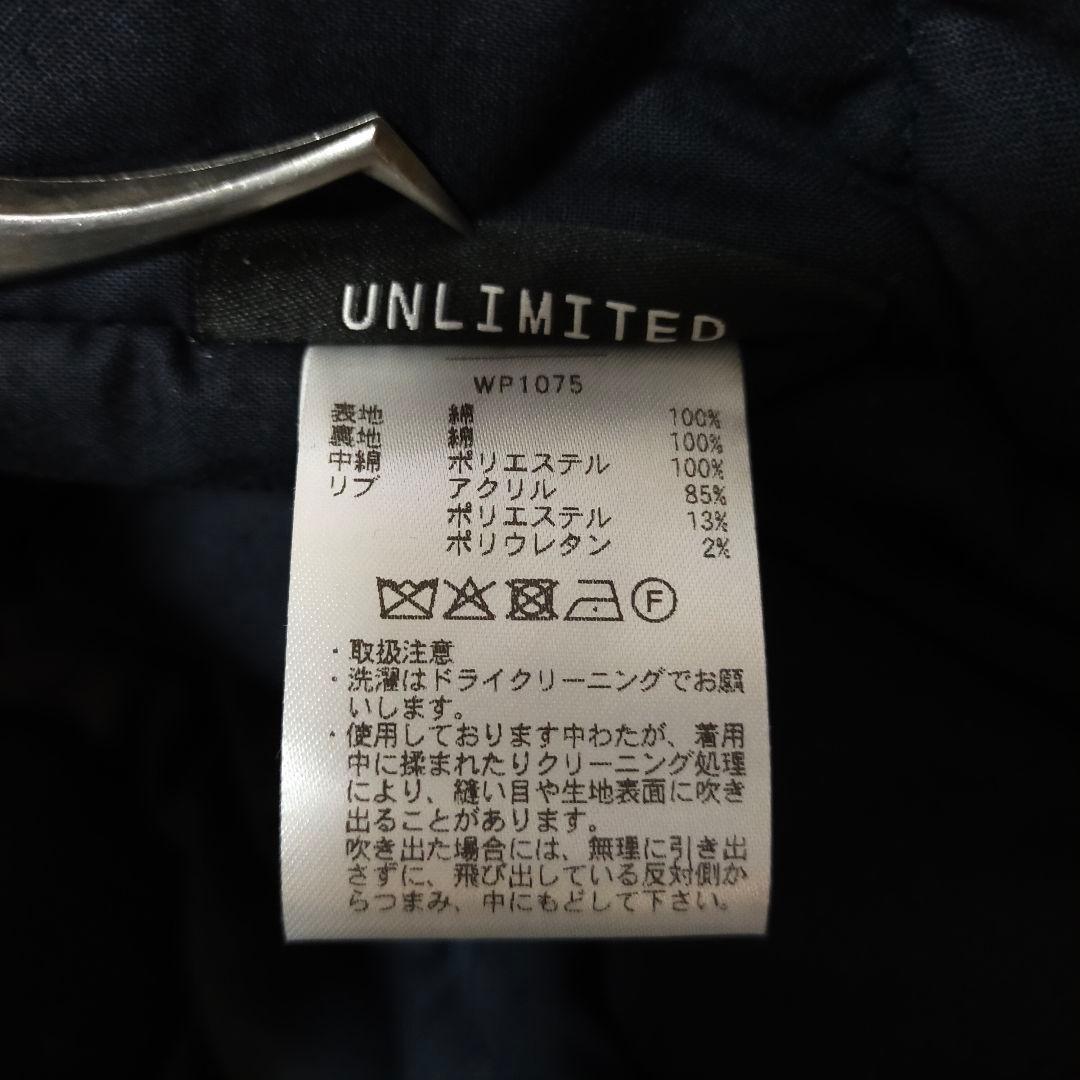 UNLIMITED
WP1075
表地 綿 100%
裏地 綿 100%
中綿 ポリエステル 100%
リブ アクリル 85%
ポリエステル 13%
ポリウレタン 2%
F
・取扱注意
・洗濯はドライクリーニングでお願
いします。
・使用しております中わたが、着用
中に揉まれたりクリーニング処理
により、縫い目や生地表面に吹き
出ることがあります。
吹き出た場合には、無理に引き出
さずに、飛び出している反対側か
らつまみ、中にもどして下さい。